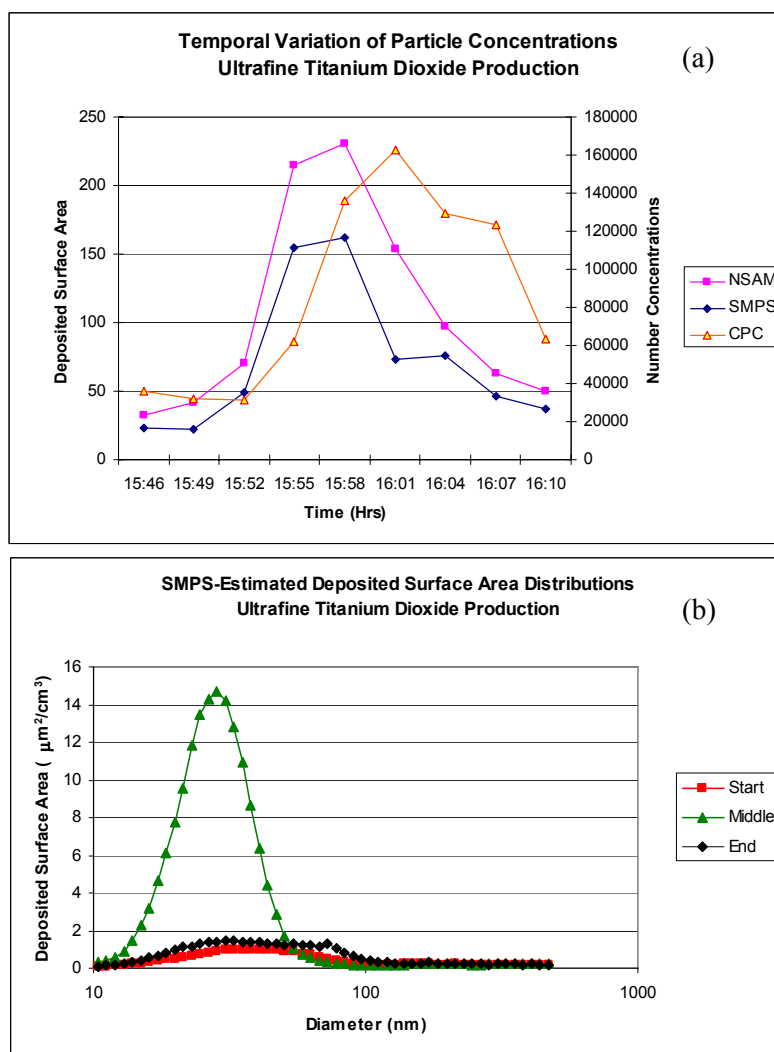 Temporal Variation of Particle Concentrations
Ultrafine Titanium Dioxide Production
(a)
250
200
150
100
50
0
Deposited Surface Area
180000
160000
140000
120000
100000
80000
60000
40000
20000
0
Number Concentrations
NSAM
SMPS
CPC
15:46 15:49 15:52 15:55 15:58 16:01 16:04 16:07 16:10
Time (Hrs)
SMPS-Estimated Deposited Surface Area Distributions
Ultrafine Titanium Dioxide Production
(b)
16
14
12
10
8
6
4
2
0
Deposited Surface Area ( μm²/cm³)
Start
Middle
End
10 100 1000
Diameter (nm)